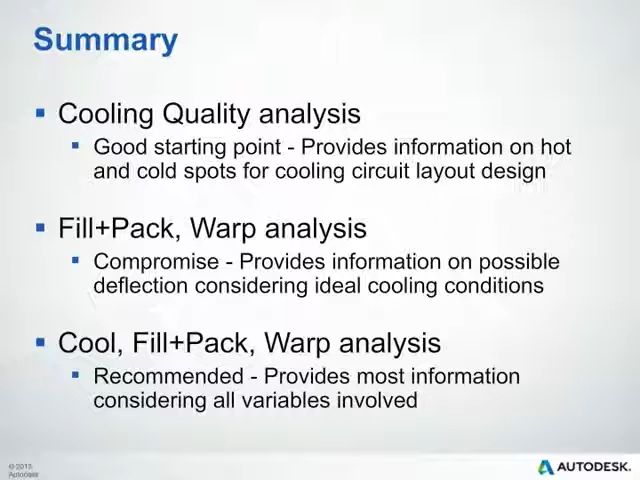 Summary
Cooling Quality analysis
Good starting point - Provides information on hot
and cold spots for cooling circuit layout design
Fill+Pack, Warp analysis
Compromise - Provides information on possible
deflection considering ideal cooling conditions
Cool, Fill+Pack, Warp analysis
Recommended - Provides most information
considering all variables involved
©
Autodesk
AUTODESK.